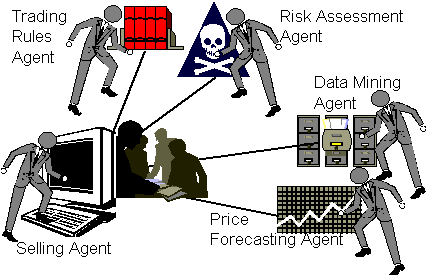 Trading
Rules
Agent
Risk Assessment
Agent
Data Mining
Agent
Price
Forecasting Agent
Selling Agent